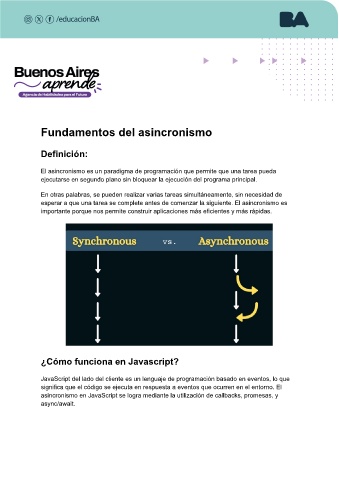 /educacionBA
BA
Buenos Aires
aprende
Agencia de Habilidades para el Futuro
Fundamentos del asincronismo
Definición:
El asincronismo es un paradigma de programación que permite que una tarea pueda
ejecutarse en segundo plano sin bloquear la ejecución del programa principal.
En otras palabras, se pueden realizar varias tareas simultáneamente, sin necesidad de
esperar a que una tarea se complete antes de comenzar la siguiente. El asincronismo es
importante porque nos permite construir aplicaciones más eficientes y más rápidas.
Synchronous vs. Asynchronous
¿Cómo funciona en Javascript?
JavaScript del lado del cliente es un lenguaje de programación basado en eventos, lo que
significa que el código se ejecuta en respuesta a eventos que ocurren en el entorno. El
asincronismo en JavaScript se logra mediante la utilización de callbacks, promesas, y
async/await.